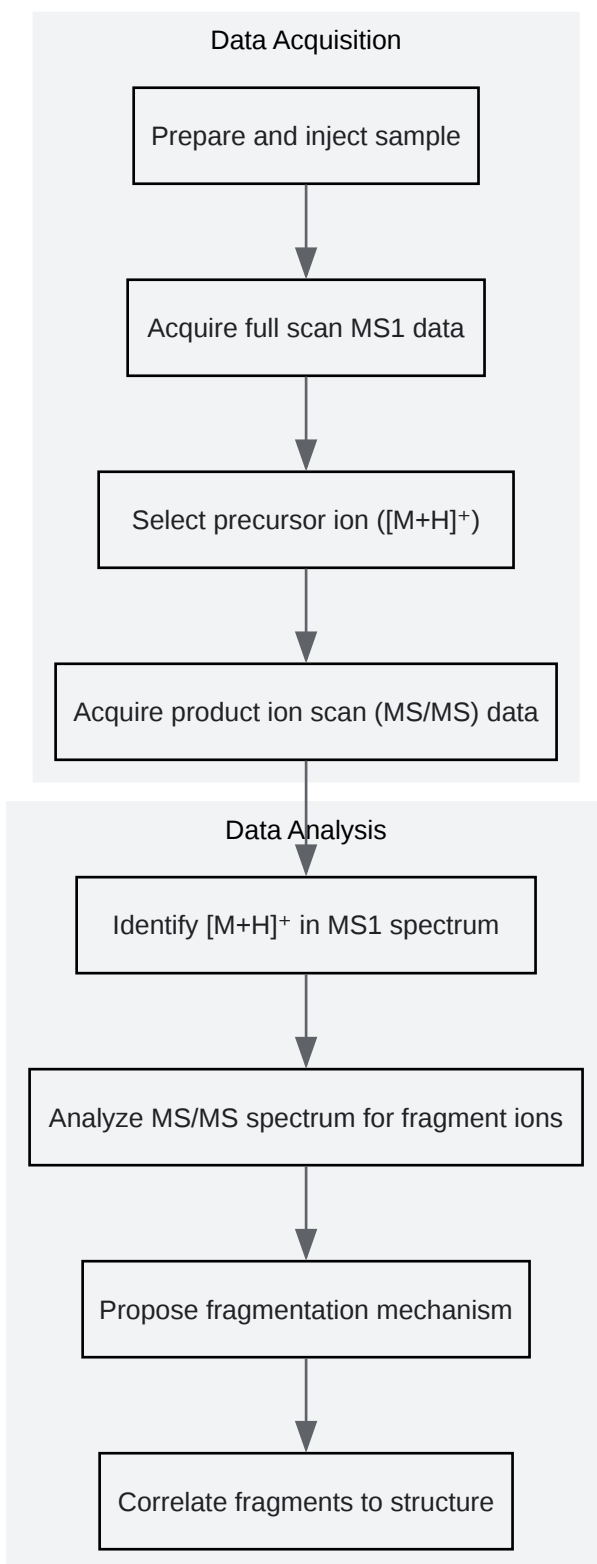 Data Acquisition
Prepare and inject sample
Acquire full scan MS1 data
Select precursor ion ([M+H]⁺)
Acquire product ion scan (MS/MS) data
Data Analysis
Identify [M+H]⁺ in MS1 spectrum
Analyze MS/MS spectrum for fragment ions
Propose fragmentation mechanism
Correlate fragments to structure